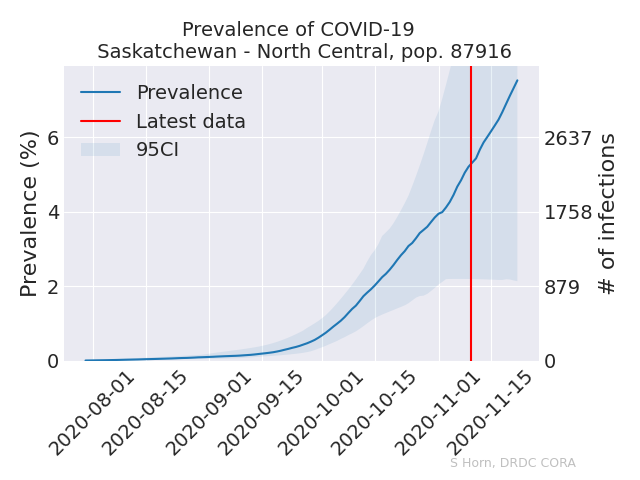 Prevalence of COVID-19
Saskatchewan - North Central, pop. 87916
Prevalence
Latest data
95CI
Prevalence (%)
6
4
2
0
2637
1758
879
0
# of infections
2020-08-01
2020-08-15
2020-09-01
2020-09-15
2020-10-01
2020-10-15
2020-11-01
2020-11-15
S Horn, DRDC CORA